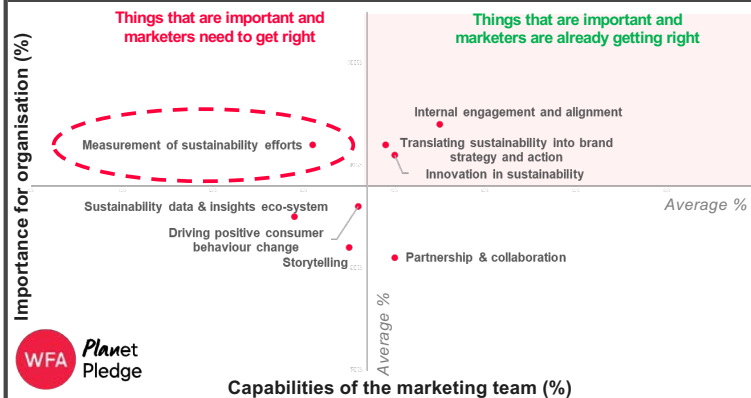 Things that are important and
marketers need to get right
Things that are important and
marketers are already getting right
Importance for organisation (%)
Internal engagement and alignment
Measurement of sustainability efforts
Translating sustainability into brand
strategy and action
Innovation in sustainability
Average %
Sustainability data & insights eco-system
Driving positive consumer
behaviour change
Storytelling
Partnership & collaboration
Average %
WFA
Planet
Pledge
Capabilities of the marketing team (%)